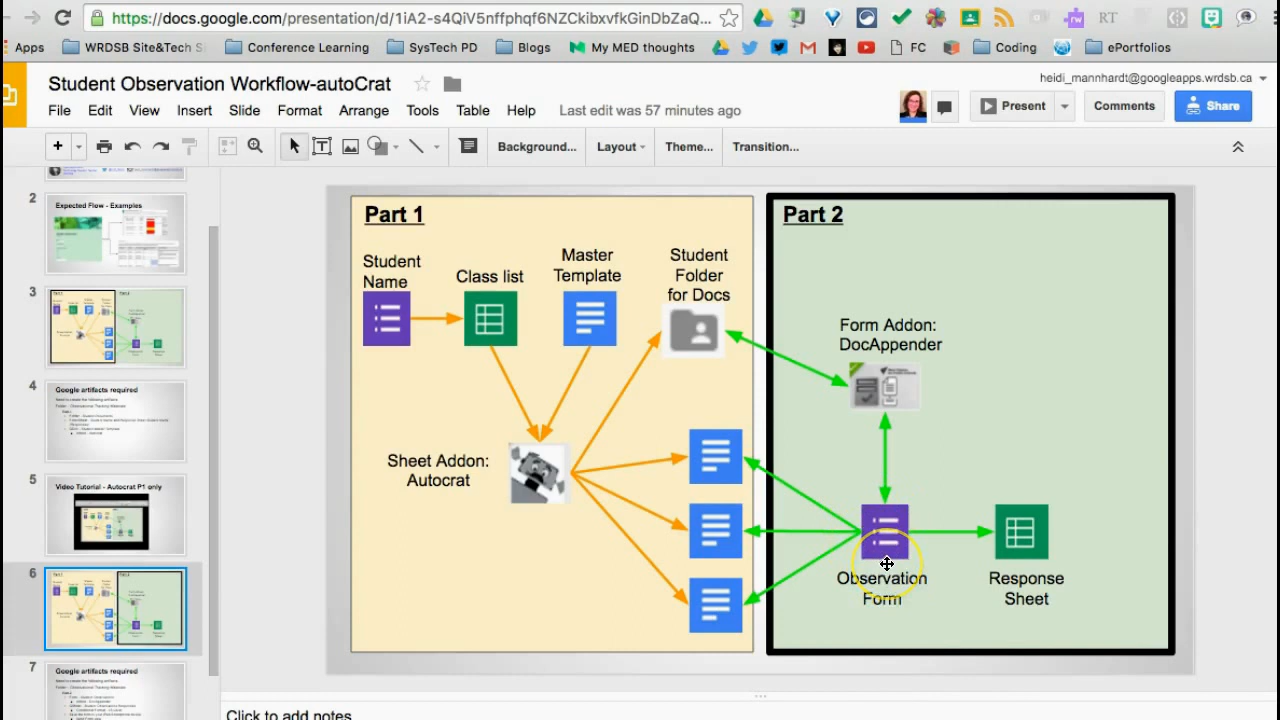 https://docs.google.com/presentation/d/1iA2-s4QiV5nffphqf6NZCkibxvfkGinDbZaQ...
RT
Apps
WRDSB Site&Tech S
Conference Learning
SysTech PD
Blogs
My MED thoughts
FC
Coding
ePortfolios
Student Observation Workflow-autoCrat
heidi_mannhardt@googleapps.wrdsb.ca
File Edit View Insert Slide Format Arrange Tools Table Help Last edit was 57 minutes ago
Present
Comments
Share
Background...
Layout
Theme...
Transition...
2
Expected Flow - Examples
3
4
Google artifacts required
5
Video Tutorial - Autocrat P1 only
6
7
Google artifacts required
Part 1
Student
Name
Class list
Master
Template
Student
Folder
for Docs
Sheet Addon:
Autocrat
Part 2
Form Addon:
DocAppender
Observation
Form
Response
Sheet
Click to add notes